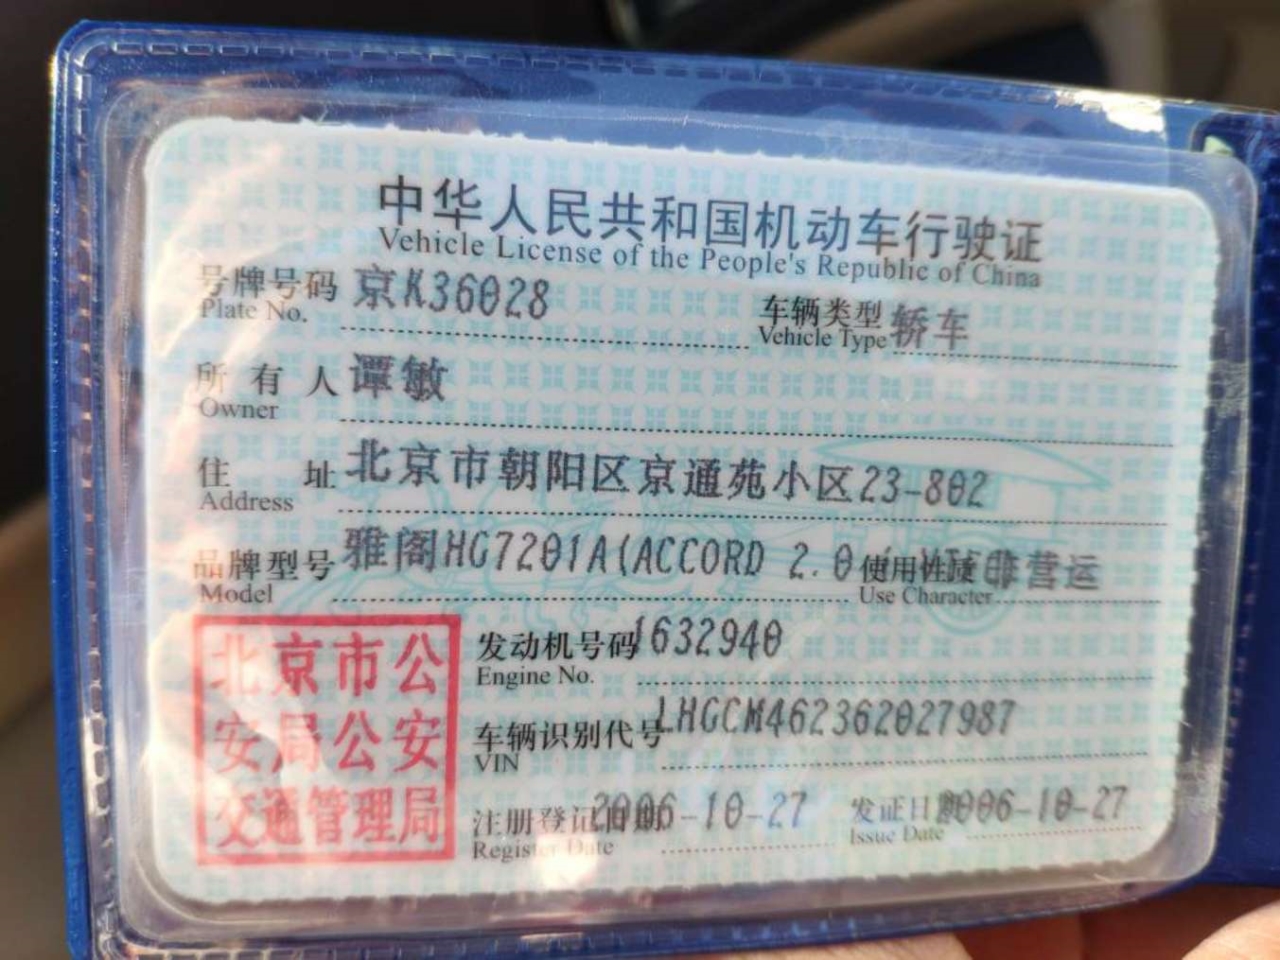 中华人民共和国机动车行驶证
Vehicle License of the People's Republic of China
号牌号码 京K36028 车辆类型 轿车
Plate No. Vehicle Type
所有人 谭敏
Owner
住址 北京市朝阳区京通苑小区23-802
Address
品牌型号 雅阁HG7201A(ACCORD 2.0 使用性质 非营运
Model Use Character
北京市公
安局公安
交通管理局
发动机号码 1632940
Engine No.
车辆识别代号 LHGCM462362027987
VIN
注册登记日期 2006-10-27 发证日期 2006-10-27
Register Date Issue Date